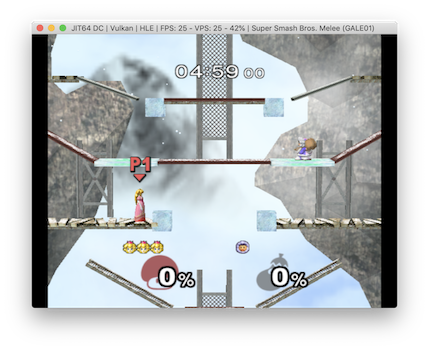 JIT64 DC | Vulkan | HLE | FPS: 25 - VPS: 25 - 42% | Super Smash Bros. Melee (GALE01)
04:59 00
P1
0% 0%